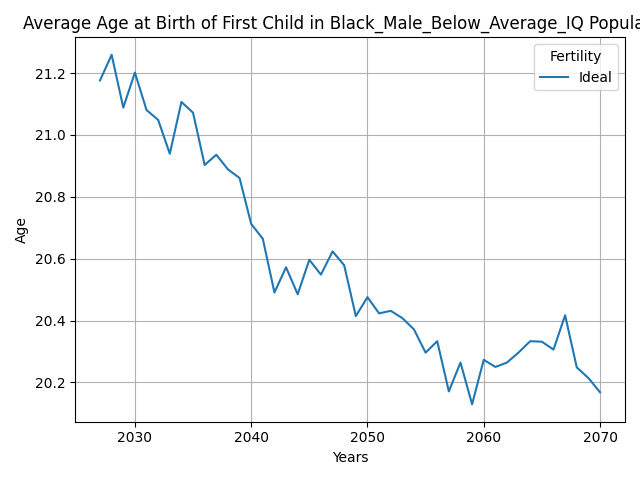 Average Age at Birth of First Child in Black_Male_Below_Average_IQ Popula
Fertility
Ideal
21.2
21.0
20.8
20.6
20.4
20.2
Age
2030 2040 2050 2060 2070
Years